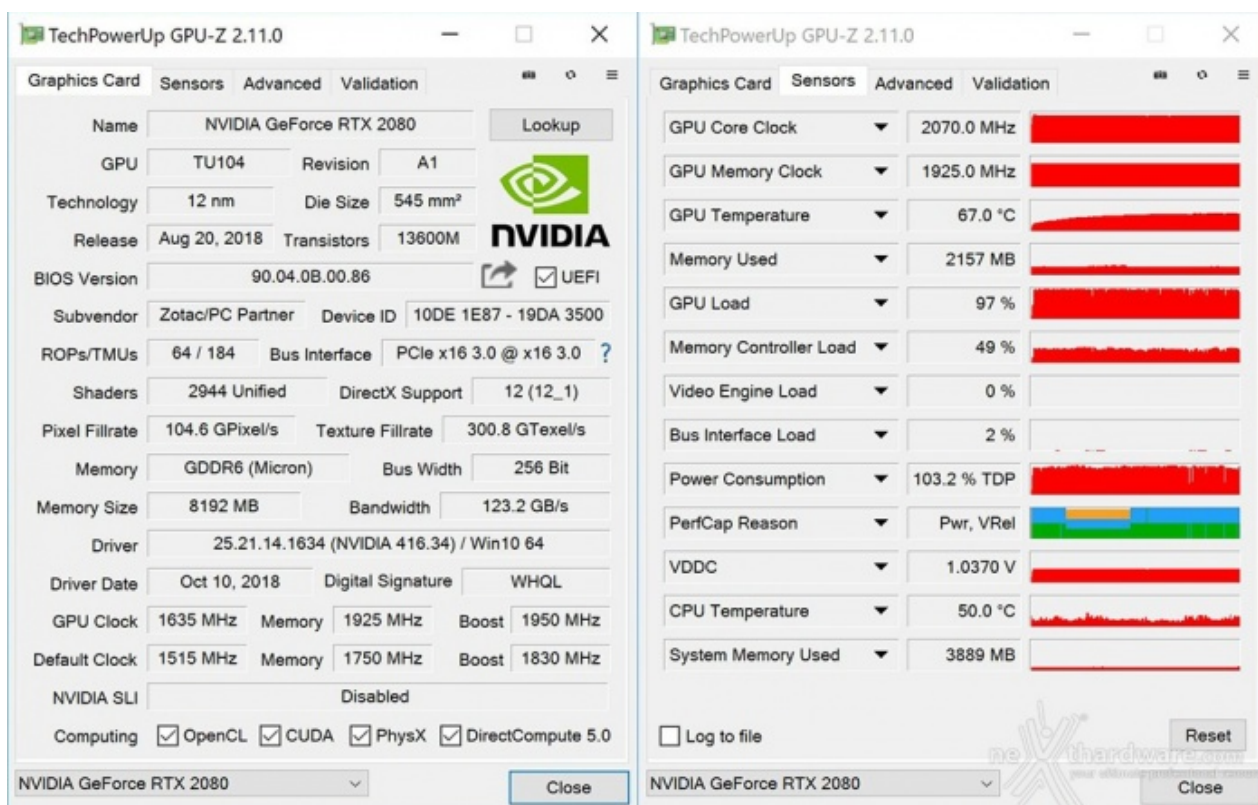 TechPowerUp GPU-Z 2.11.0
Graphics Card Sensors Advanced Validation
Name NVIDIA GeForce RTX 2080 Lookup
GPU TU104 Revision A1
Technology 12 nm Die Size 545 mm²
Release Aug 20, 2018 Transistors 13600M
NVIDIA
BIOS Version 90.04.0B.00.86 UEFI
Subvendor Zotac/PC Partner Device ID 10DE 1E87 - 19DA 3500
ROPs/TMUs 64 / 184 Bus Interface PCIe x16 3.0 @ x16 3.0 ?
Shaders 2944 Unified DirectX Support 12 (12_1)
Pixel Fillrate 104.6 GPixel/s Texture Fillrate 300.8 GTexel/s
Memory GDDR6 (Micron) Bus Width 256 Bit
Memory Size 8192 MB Bandwidth 123.2 GB/s
Driver 25.21.14.1634 (NVIDIA 416.34) / Win10 64
Driver Date Oct 10, 2018 Digital Signature WHQL
GPU Clock 1635 MHz Memory 1925 MHz Boost 1950 MHz
Default Clock 1515 MHz Memory 1750 MHz Boost 1830 MHz
NVIDIA SLI Disabled
Computing OpenCL CUDA PhysX DirectCompute 5.0
NVIDIA GeForce RTX 2080 Close
TechPowerUp GPU-Z 2.11.0
Graphics Card Sensors Advanced Validation
GPU Core Clock 2070.0 MHz
GPU Memory Clock 1925.0 MHz
GPU Temperature 67.0 °C
Memory Used 2157 MB
GPU Load 97 %
Memory Controller Load 49 %
Video Engine Load 0 %
Bus Interface Load 2 %
Power Consumption 103.2 % TDP
PerfCap Reason Pwr, VRel
VDDC 1.0370 V
CPU Temperature 50.0 °C
System Memory Used 3889 MB
Log to file Reset
nexthardware.com
NVIDIA GeForce RTX 2080 Close